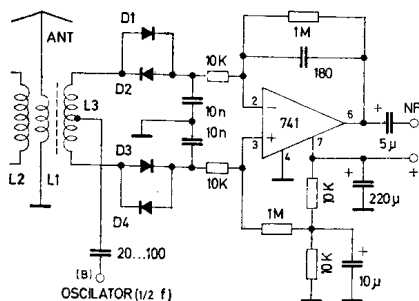 ANT
D1
D2
D3
D4
L2
L1
L3
10K
10n
10n
10K
1M
180
741
2
3
4
6
7
NF
+
5µ
+
+
220µ
10K
1M
10K
+
10µ
20...100
(B)
OSCILATOR (1/2 f)